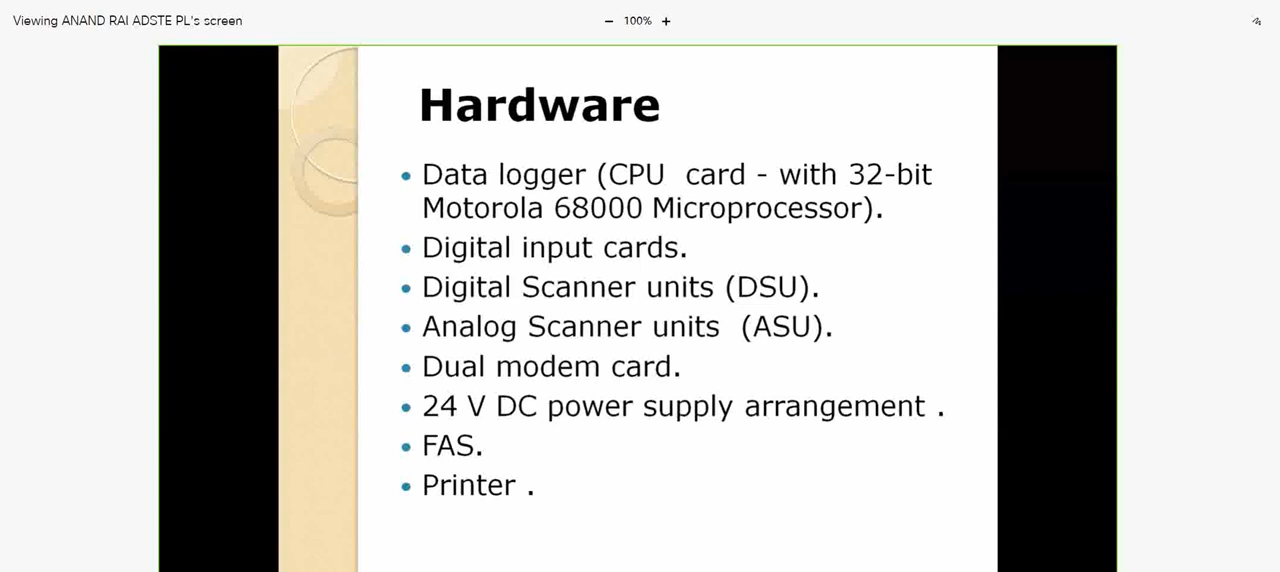 Viewing ANAND RAI ADSTE PL's screen
− 100% +
Hardware
• Data logger (CPU card - with 32-bit
Motorola 68000 Microprocessor).
• Digital input cards.
• Digital Scanner units (DSU).
• Analog Scanner units (ASU).
• Dual modem card.
• 24 V DC power supply arrangement .
• FAS.
• Printer .